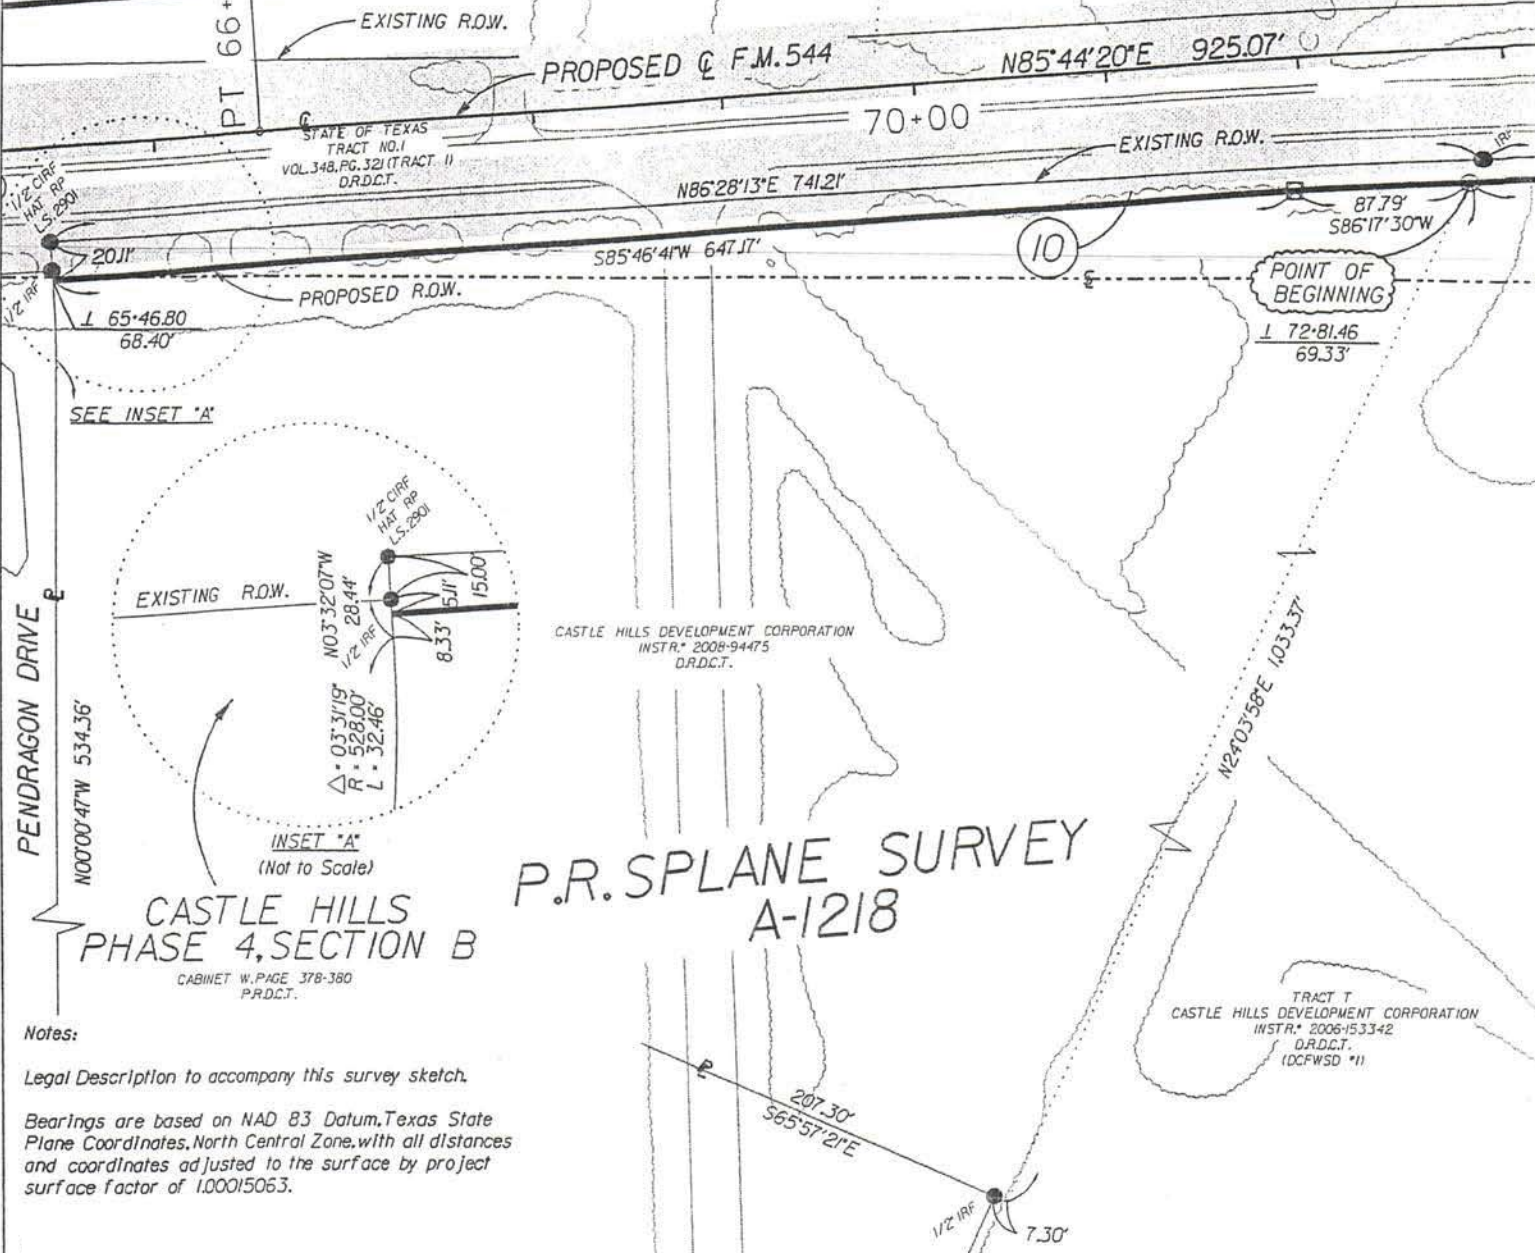 EXISTING R.O.W.
PT 66+
PROPOSED ℄ F.M. 544
N85°44'20"E 925.07'
70+00
℄
STATE OF TEXAS
TRACT NO.1
VOL.348,PG.321(TRACT 1)
D.R.D.C.T.
EXISTING R.O.W.
IRF
1/2" CIRF
HAT RP
LS.2901
N86°28'13"E 741.21'
87.79'
S86°17'30"W
10
20.11'
S85°46'41"W 647.17'
POINT OF
BEGINNING
1/2" IRF
PROPOSED R.O.W.
⊥ 65+46.80
68.40'
⊥ 72+81.46
69.33'
SEE INSET "A"
1/2" CIRF
HAT RP
L.S.2901
EXISTING R.O.W.
N03°32'07"W
28.44'
1/2" IRF
5.11'
15.00'
8.33'
△ = 03°31'19"
R = 528.00'
L = 32.46'
INSET "A"
(Not to Scale)
CASTLE HILLS DEVELOPMENT CORPORATION
INSTR.# 2008-94475
D.R.D.C.T.
PENDRAGON DRIVE
N00°00'47"W 534.36'
N24°03'58"E 1,033.37'
P.R. SPLANE SURVEY
A-1218
CASTLE HILLS
PHASE 4, SECTION B
CABINET W, PAGE 378-380
P.R.D.C.T.
TRACT T
CASTLE HILLS DEVELOPMENT CORPORATION
INSTR.# 2006-153342
D.R.D.C.T.
(DCFWSD #1)
Notes:
Legal Description to accompany this survey sketch.
Bearings are based on NAD 83 Datum, Texas State
Plane Coordinates, North Central Zone, with all distances
and coordinates adjusted to the surface by project
surface factor of 1.00015063.
207.30'
S65°57'21"E
1/2" IRF
7.30'